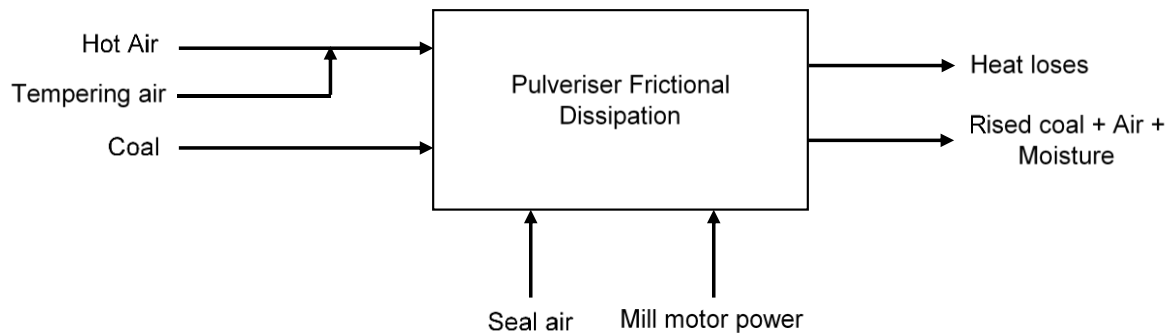 Hot Air
Tempering air
Coal
Pulveriser Frictional
Dissipation
Heat loses
Rised coal + Air +
Moisture
Seal air
Mill motor power